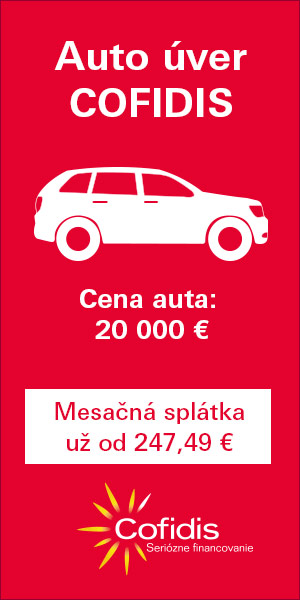 Auto úver
COFIDIS
Cena auta:
20 000 €
Mesačná splátka
už od 247,49 €
Cofidis
Seriózne financovanie